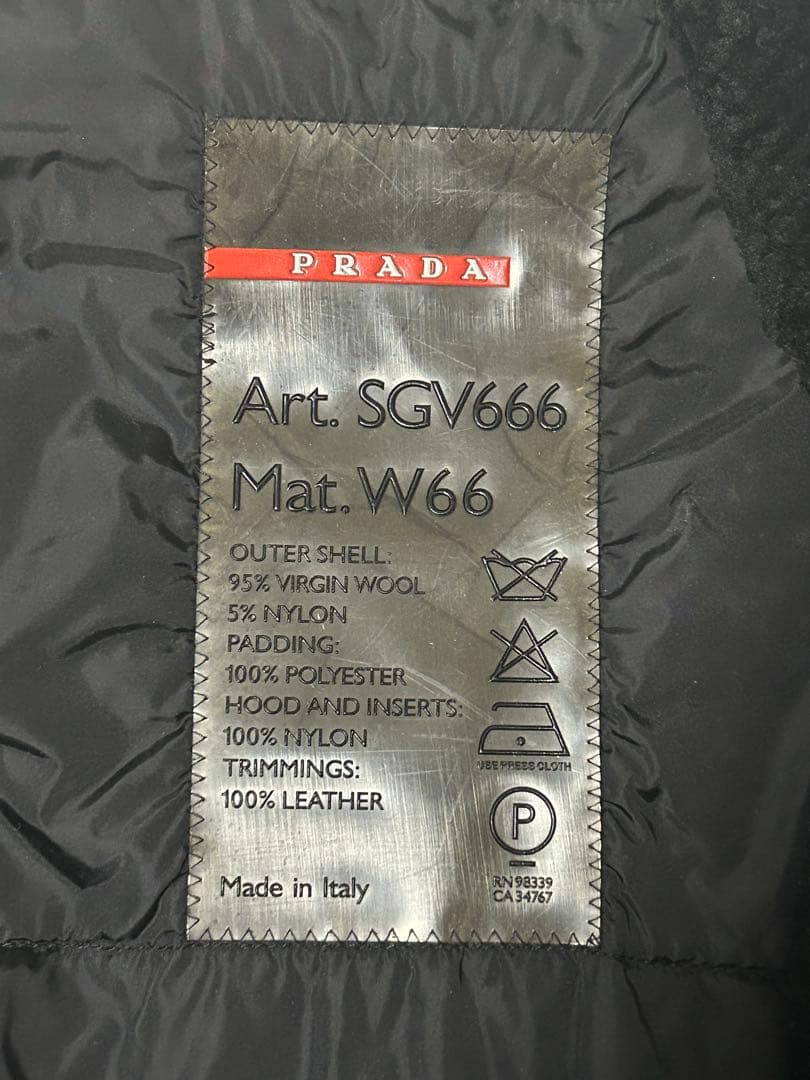 PRADA
Art. SGV666
Mat. W66
OUTER SHELL:
95% VIRGIN WOOL
5% NYLON
PADDING:
100% POLYESTER
HOOD AND INSERTS:
100% NYLON
TRIMMINGS:
100% LEATHER
USE PRESS CLOTH
P
Made in Italy
RN 98339
CA 34767